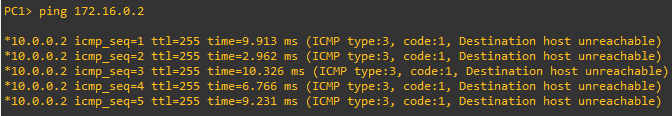 PC1> ping 172.16.0.2
*10.0.0.2 icmp_seq=1 ttl=255 time=9.913 ms (ICMP type:3, code:1, Destination host unreachable)
*10.0.0.2 icmp_seq=2 ttl=255 time=2.962 ms (ICMP type:3, code:1, Destination host unreachable)
*10.0.0.2 icmp_seq=3 ttl=255 time=10.326 ms (ICMP type:3, code:1, Destination host unreachable)
*10.0.0.2 icmp_seq=4 ttl=255 time=6.766 ms (ICMP type:3, code:1, Destination host unreachable)
*10.0.0.2 icmp_seq=5 ttl=255 time=9.231 ms (ICMP type:3, code:1, Destination host unreachable)